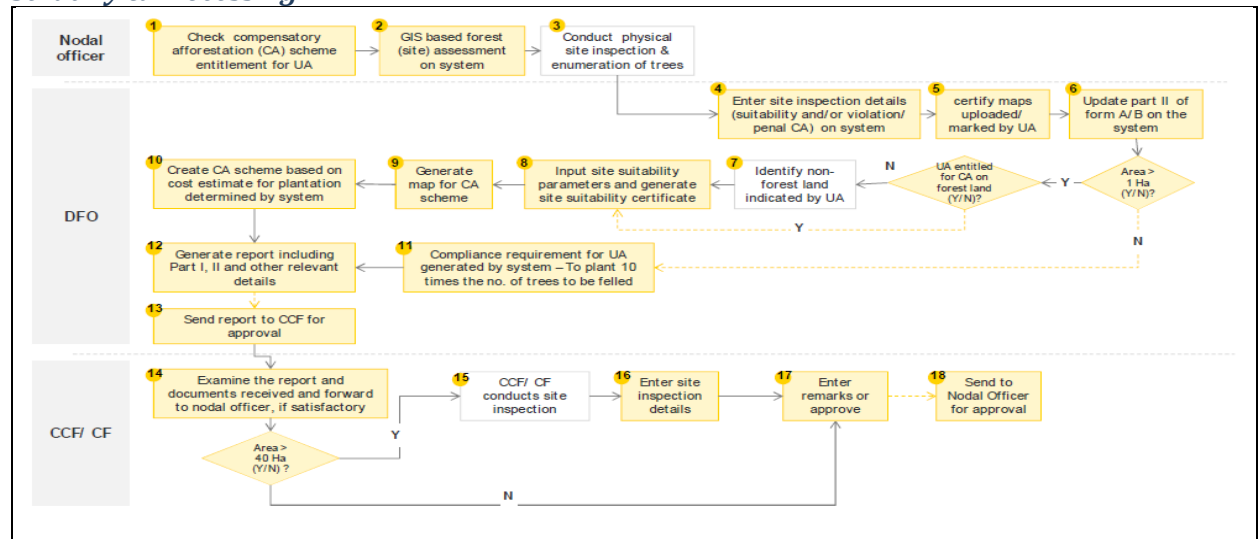 Nodal
officer
1
Check compensatory
afforestation (CA) scheme
entitlement for UA
2
GIS based forest
(site) assessment
on system
3
Conduct physical
site inspection &
enumeration of trees
DFO
4
Enter site inspection details
(suitability and/or violation/
penal CA) on system
5
certify maps
uploaded/
marked by UA
6
Update part II of
form A/B on the
system
Area >
1 Ha
(Y/N)?
Y
N
UA entitled
for CA on
forest land
(Y/N)?
N
Y
7
Identify non-
forest land
indicated by UA
8
Input site suitability
parameters and generate
site suitability certificate
9
Generate
map for CA
scheme
10
Create CA scheme based on
cost estimate for plantation
determined by system
11
Compliance requirement for UA
generated by system – To plant 10
times the no. of trees to be felled
12
Generate report including
Part I, II and other relevant
details
13
Send report to CCF for
approval
CCF/ CF
14
Examine the report and
documents received and forward
to nodal officer, if satisfactory
Area >
40 Ha
(Y/N) ?
Y
N
15
CCF/ CF
conducts site
inspection
16
Enter site
inspection
details
17
Enter
remarks or
approve
18
Send to
Nodal Officer
for approval